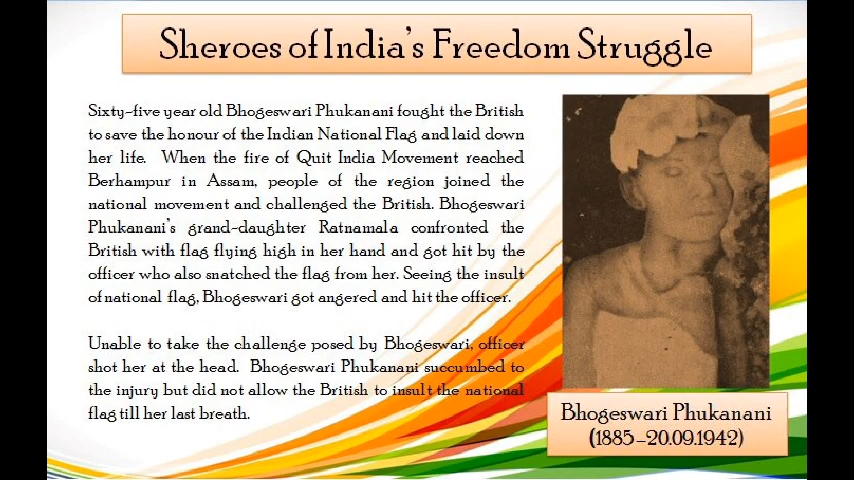 Sheroes of India's Freedom Struggle
Sixty-five year old Bhogeswari Phukanani fought the British
to save the honour of the Indian National Flag and laid down
her life. When the fire of Quit India Movement reached
Berhampur in Assam, people of the region joined the
national movement and challenged the British. Bhogeswari
Phukanani's grand-daughter Ratnamala confronted the
British with flag flying high in her hand and got hit by the
officer who also snatched the flag from her. Seeing the insult
of national flag, Bhogeswari got angered and hit the officer.
Unable to take the challenge posed by Bhogeswari, officer
shot her at the head. Bhogeswari Phukanani succumbed to
the injury but did not allow the British to insult the national
flag till her last breath.
Bhogeswari Phukanani
(1885-20.09.1942)